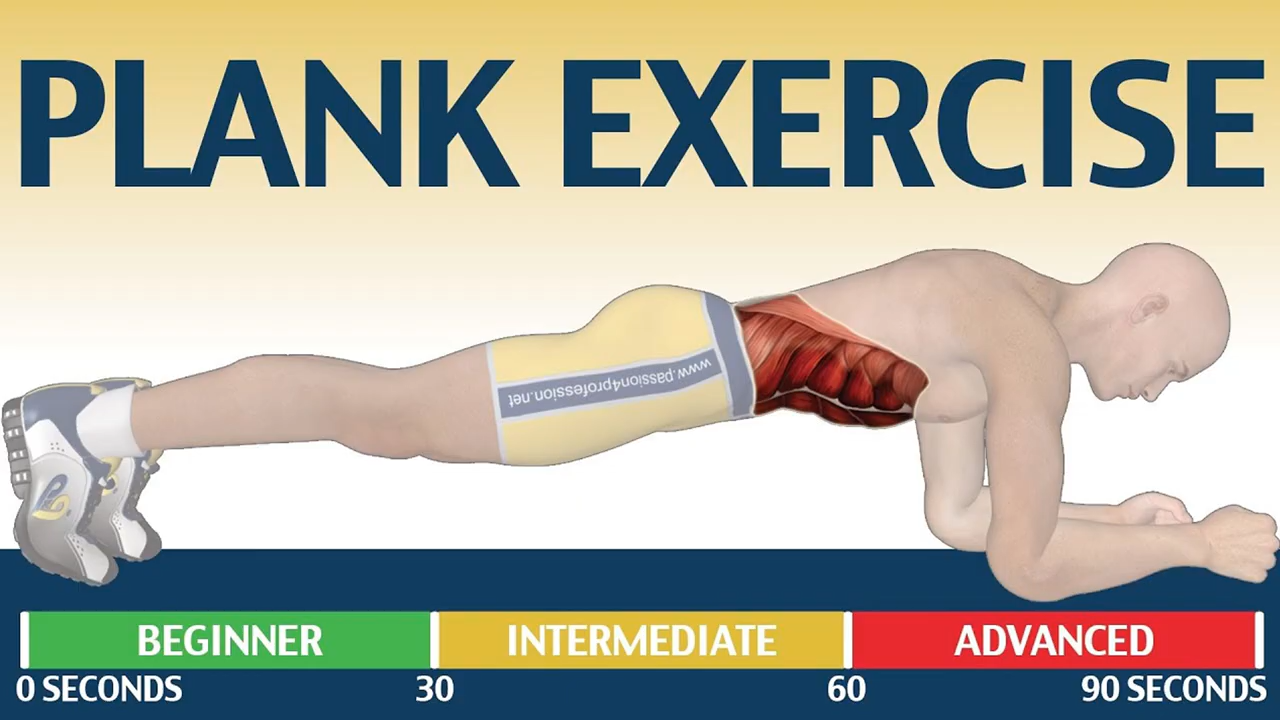 PLANK EXERCISE
www.passion4profession.net
BEGINNER INTERMEDIATE ADVANCED
0 SECONDS 30 60 90 SECONDS